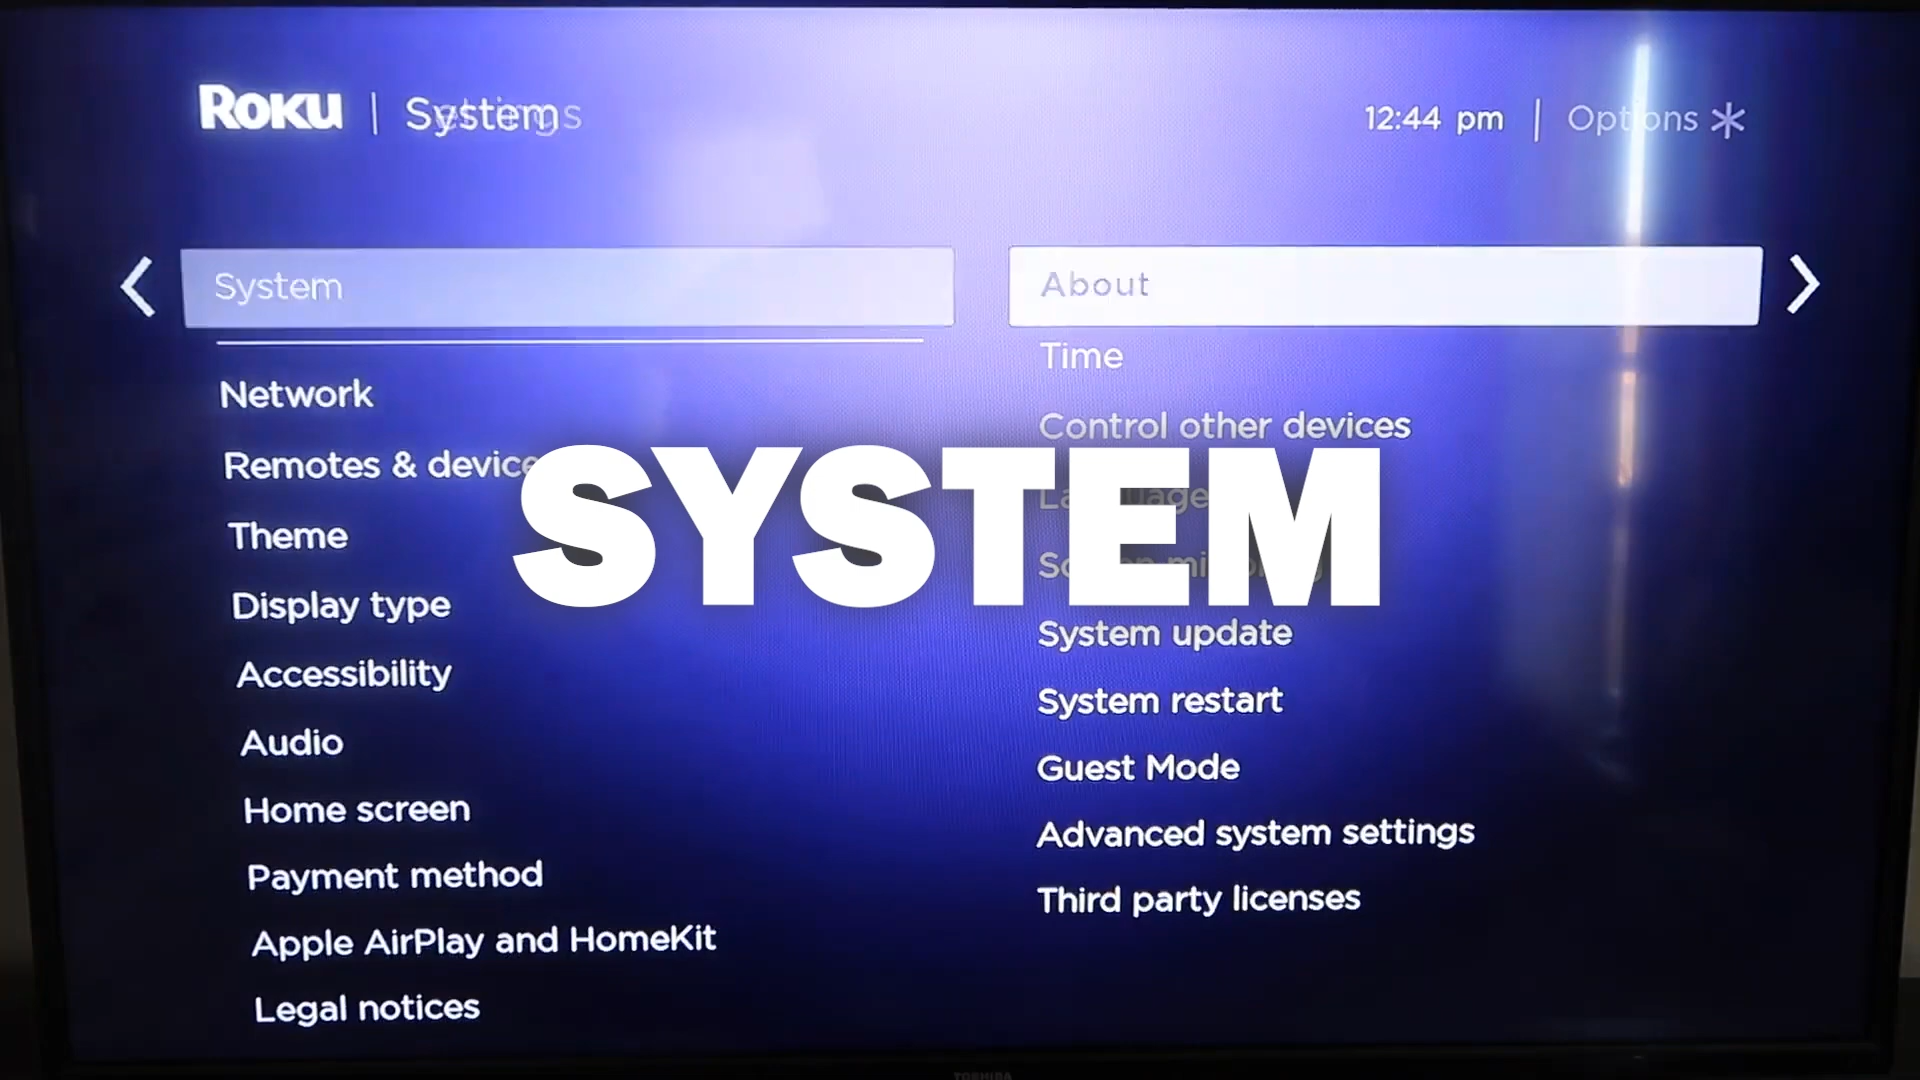 Roku | System
12:44 pm | Options
System
Network
Remotes & device
Theme
Display type
Accessibility
Audio
Home screen
Payment method
Apple AirPlay and HomeKit
Legal notices
About
Time
Control other devices
System update
System restart
Guest Mode
Advanced system settings
Third party licenses
SYSTEM
TOSHIBA